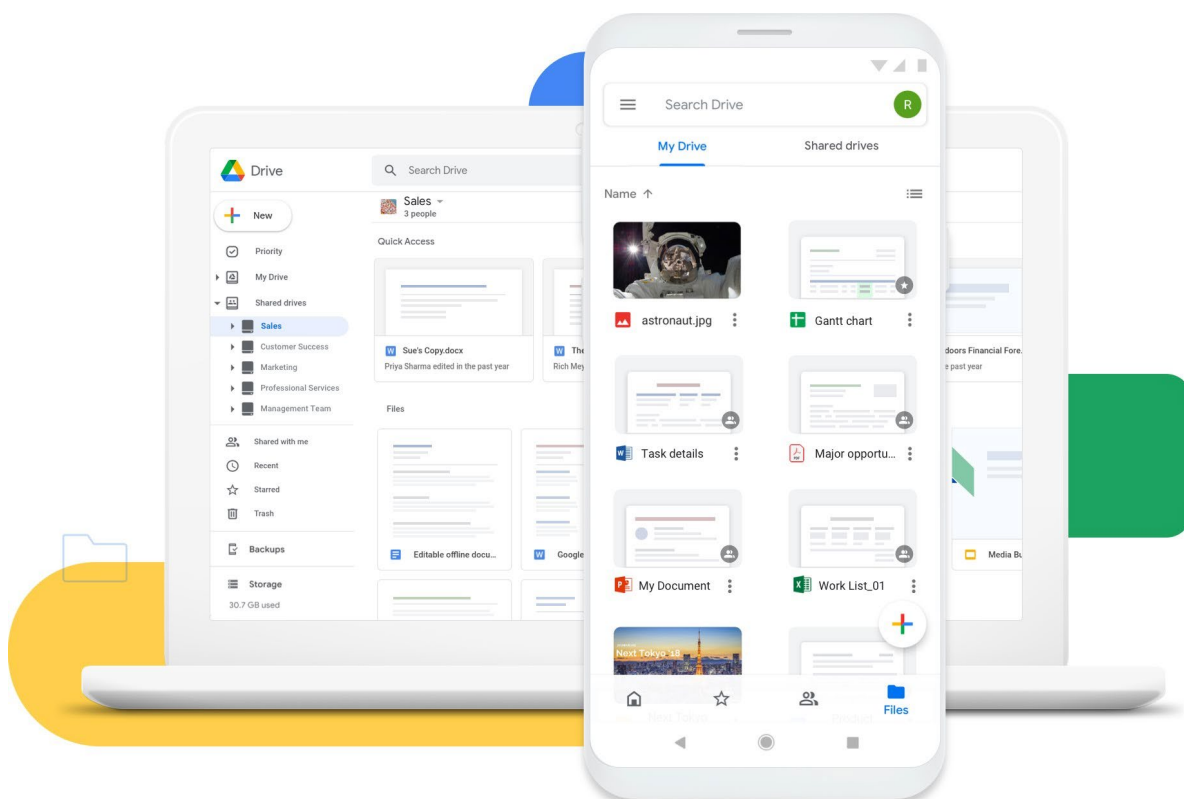 Drive
Search Drive
New
Priority
My Drive
Shared drives
Sales
Customer Success
Marketing
Professional Services
Management Team
Shared with me
Recent
Starred
Trash
Backups
Storage
30.7 GB used
Sales
3 people
Quick Access
Sue's Copy.docx
Priya Sharma edited in the past year
The
Rich Mey
Files
Editable offline docu...
Google
doors Financial Fore.
e past year
Media Bu
Search Drive
R
My Drive
Shared drives
Name
astronaut.jpg
Gantt chart
Task details
Major opportu...
My Document
Work List_01
Next Tokyo '18
Files